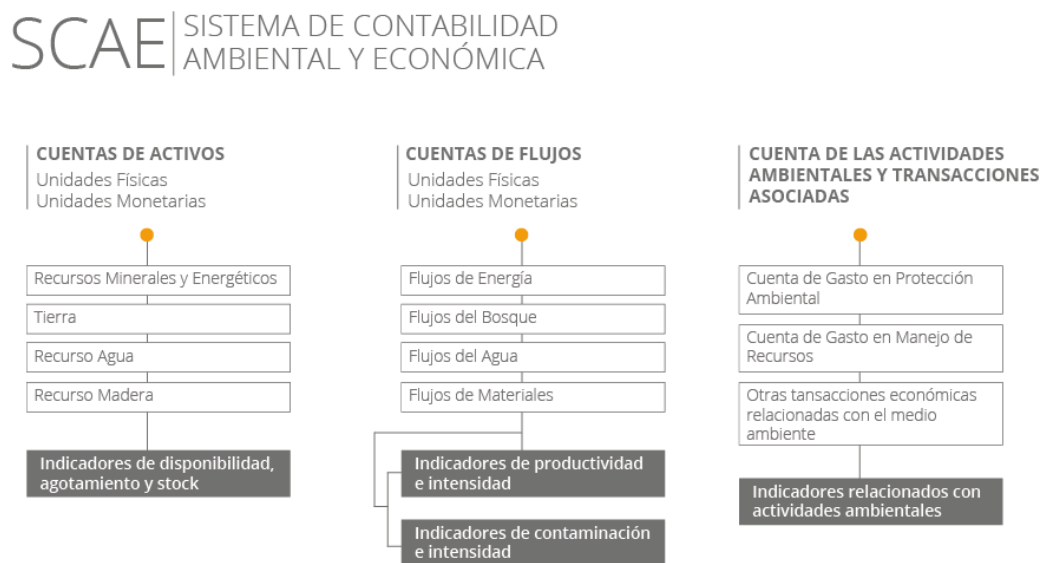 SCAE
SISTEMA DE CONTABILIDAD
AMBIENTAL Y ECONÓMICA
CUENTAS DE ACTIVOS
Unidades Físicas
Unidades Monetarias
Recursos Minerales y Energéticos
Tierra
Recurso Agua
Recurso Madera
Indicadores de disponibilidad,
agotamiento y stock
CUENTAS DE FLUJOS
Unidades Físicas
Unidades Monetarias
Flujos de Energía
Flujos del Bosque
Flujos del Agua
Flujos de Materiales
Indicadores de productividad
e intensidad
Indicadores de contaminación
e intensidad
CUENTA DE LAS ACTIVIDADES
AMBIENTALES Y TRANSACCIONES
ASOCIADAS
Cuenta de Gasto en Protección
Ambiental
Cuenta de Gasto en Manejo de
Recursos
Otras tansacciones económicas
relacionadas con el medio
ambiente
Indicadores relacionados con
actividades ambientales